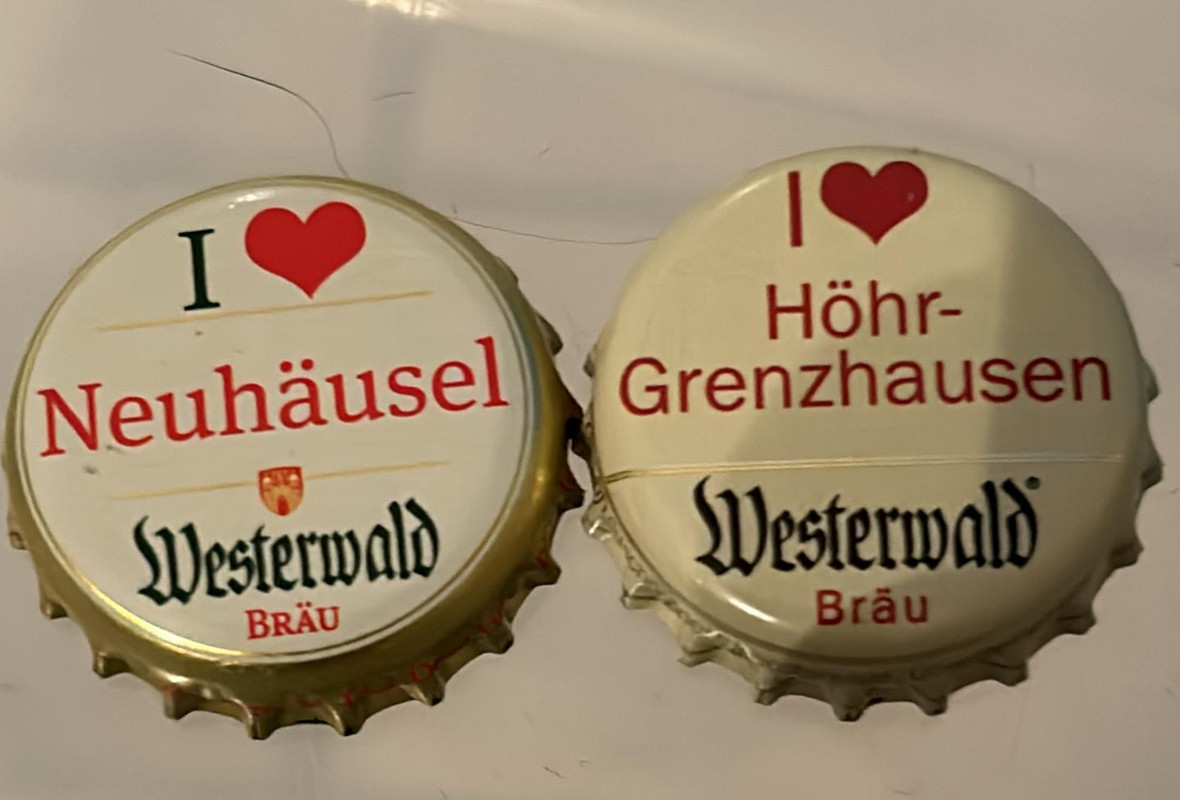 I ❤
Neuhäusel
Westerwald
BRÄU
I ❤
Höhr-
Grenzhausen
Westerwald®
Bräu